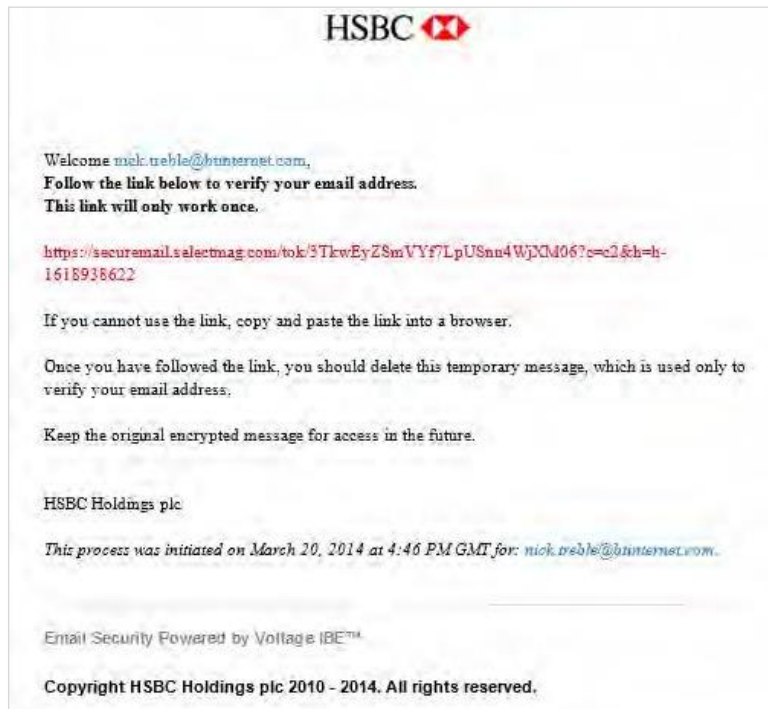 HSBC
Welcome nick.treble@btinternet.com,
Follow the link below to verify your email address.
This link will only work once.
https://securemail.selectmag.com/tok/
1618938622
If you cannot use the link, copy and paste the link into a browser.
Once you have followed the link, you should delete this temporary message, which is used only to
verify your email address.
Keep the original encrypted message for access in the future.
HSBC Holdings plc
This process was initiated on March 20, 2014 at 4:46 PM GMT for: nick.treble@btinternet.com.
Email Security Powered by Voltage IBE™
Copyright HSBC Holdings plc 2010 - 2014. All rights reserved.